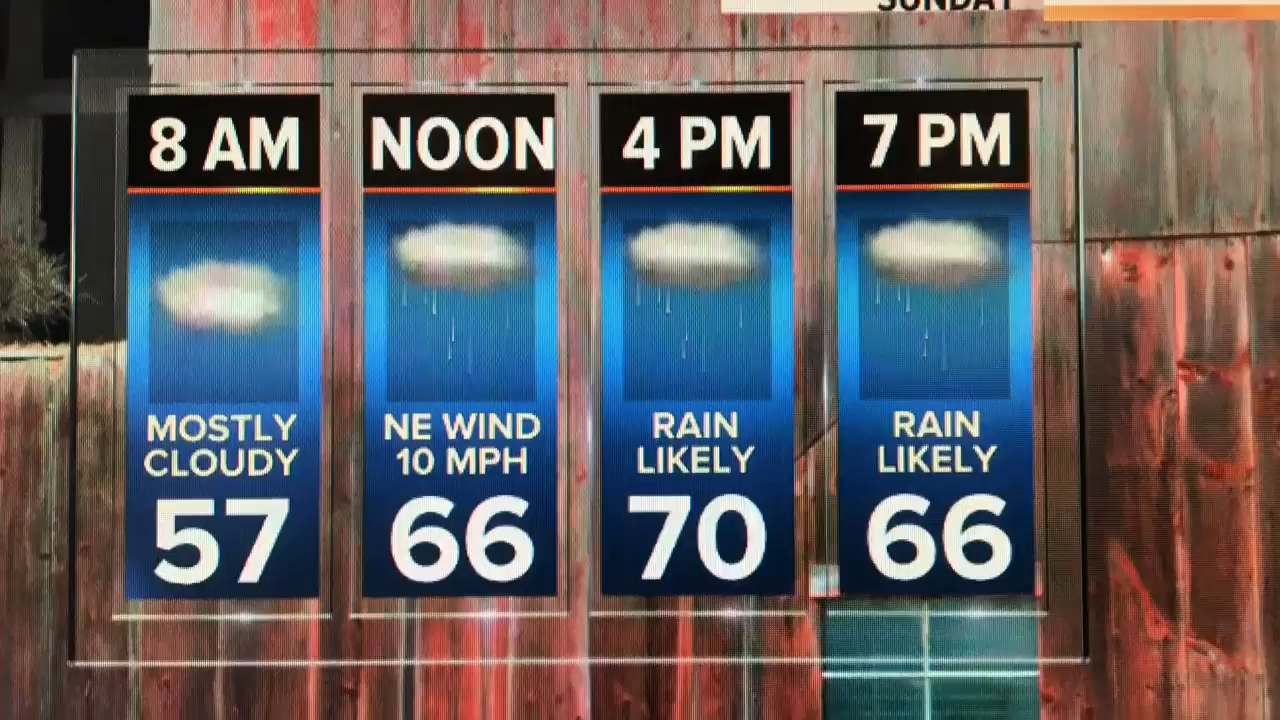 SUNDAY
8 AM
MOSTLY
CLOUDY
57
NOON
NE WIND
10 MPH
66
4 PM
RAIN
LIKELY
70
7 PM
RAIN
LIKELY
66